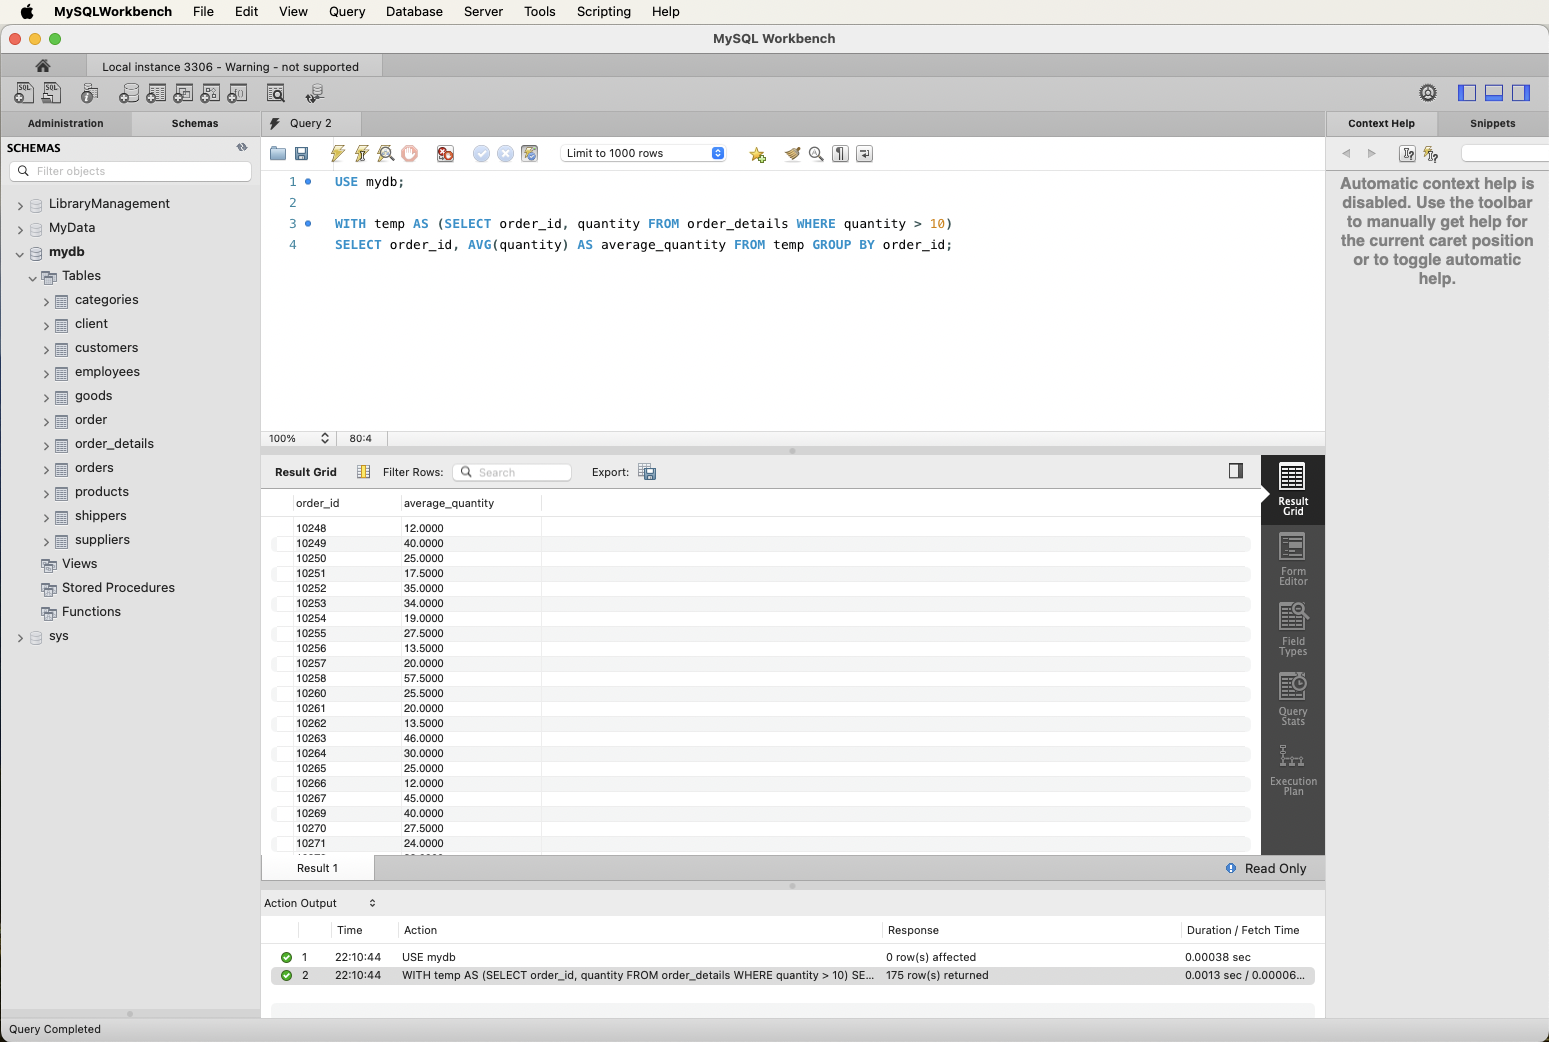 MySQLWorkbench File Edit View Query Database Server Tools Scripting Help
MySQL Workbench
Local instance 3306 - Warning - not supported
Administration Schemas Query 2 Context Help Snippets
SCHEMAS
Limit to 1000 rows
Filter objects
LibraryManagement
MyData
mydb
Tables
categories
client
customers
employees
goods
order
order_details
orders
products
shippers
suppliers
Views
Stored Procedures
Functions
sys
1 USE mydb;
2
3 WITH temp AS (SELECT order_id, quantity FROM order_details WHERE quantity > 10)
4 SELECT order_id, AVG(quantity) AS average_quantity FROM temp GROUP BY order_id;
Automatic context help is
disabled. Use the toolbar
to manually get help for
the current caret position
or to toggle automatic
help.
100% 80:4
Result Grid Filter Rows: Search Export:
order_id average_quantity
10248 12.0000
10249 40.0000
10250 25.0000
10251 17.5000
10252 35.0000
10253 34.0000
10254 19.0000
10255 27.5000
10256 13.5000
10257 20.0000
10258 57.5000
10260 25.5000
10261 20.0000
10262 13.5000
10263 46.0000
10264 30.0000
10265 25.0000
10266 12.0000
10267 45.0000
10269 40.0000
10270 27.5000
10271 24.0000
Result
Grid
Form
Editor
Field
Types
Query
Stats
Execution
Plan
Result 1 Read Only
Action Output
Time Action Response Duration / Fetch Time
1 22:10:44 USE mydb 0 row(s) affected 0.00038 sec
2 22:10:44 WITH temp AS (SELECT order_id, quantity FROM order_details WHERE quantity > 10) SE... 175 row(s) returned 0.0013 sec / 0.00006...
Query Completed